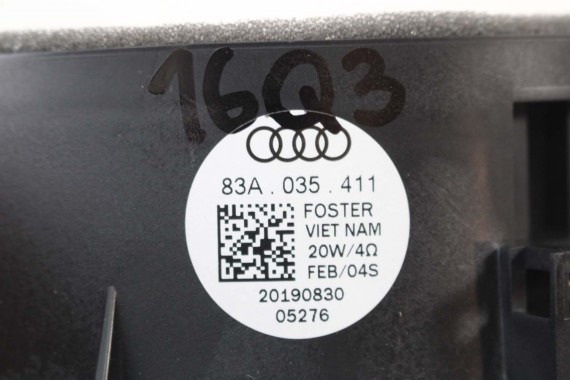 16Q3
83A . 035 . 411
FOSTER
VIET NAM
20W/4Ω
FEB/04S
20190830
05276